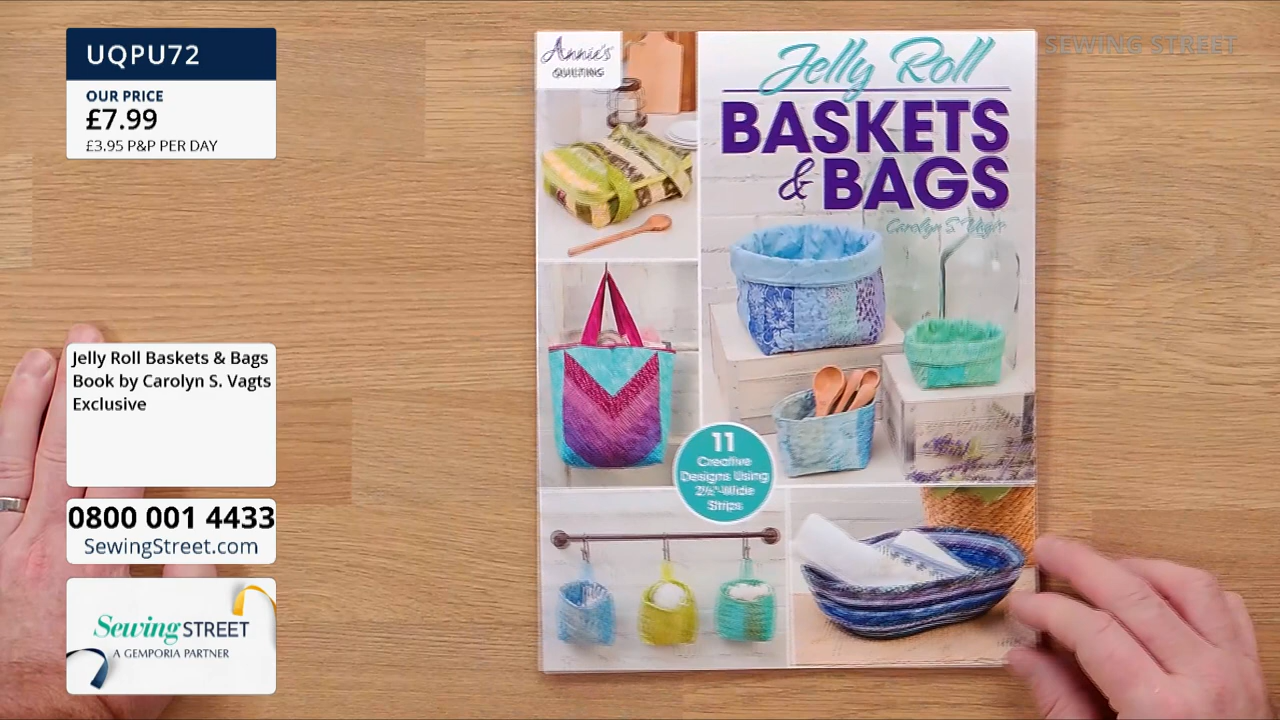 UQPU72
OUR PRICE
£7.99
£3.95 P&P PER DAY
Jelly Roll Baskets & Bags
Book by Carolyn S. Vagts
Exclusive
0800 001 4433
SewingStreet.com
Sewing STREET
A GEMPORIA PARTNER
Annie's
QUILTING
Jelly Roll
BASKETS
& BAGS
Carolyn S. Vagts
11
Creative
Designs Using
2½"-Wide
Strips
SEWING STREET